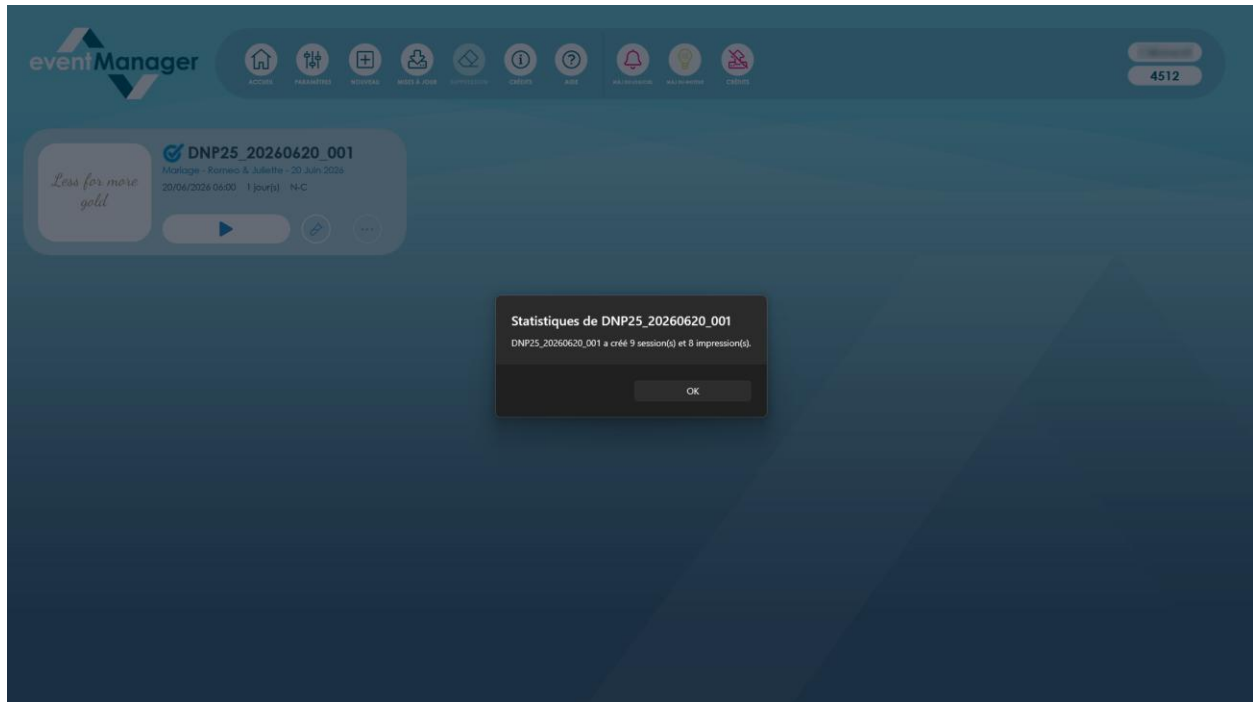 eventManager
ACCUEIL
PARAMÈTRES
NOUVEAU
MISES À JOUR
SUPPRESSION
CRÉDITS
AIDE
CRÉDITS
4512
Less for more
gold
DNP25_20260620_001
Mariage - Romeo & Juliette - 20 Juin 2026
20/06/2026 06:00 1 jour(s) N-C
Statistiques de DNP25_20260620_001
DNP25_20260620_001 a créé 9 session(s) et 8 impression(s).
OK